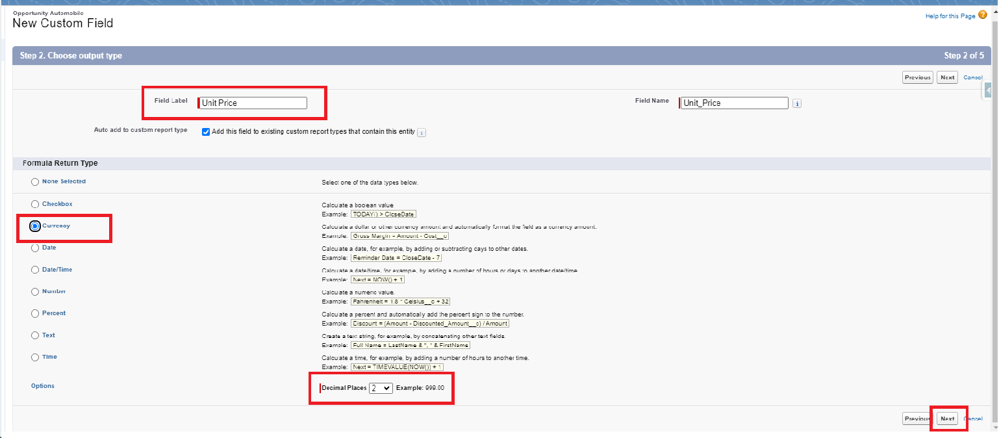 Opportunity Automobile
New Custom Field
Help for this Page ?
Step 2. Choose output type
Step 2 of 5
Previous Next Cancel
Field Label Unit Price
Field Name Unit_Price i
Auto add to custom report type Add this field to existing custom report types that contain this entity i
Formula Return Type
None Selected Select one of the data types below.
Checkbox Calculate a boolean value
Example: TODAY() > CloseDate
Currency Calculate a dollar or other currency amount and automatically format the field as a currency amount.
Example: Gross Margin = Amount - Cost__c
Date Calculate a date, for example, by adding or subtracting days to other dates.
Example: Reminder Date = CloseDate - 7
Date/Time Calculate a date/time, for example, by adding a number of hours or days to another date/time.
Example: Next = NOW() + 1
Number Calculate a numeric value.
Example: Fahrenheit = 1.8 * Celsius__c + 32
Percent Calculate a percent and automatically add the percent sign to the number.
Example: Discount = (Amount - Discounted_Amount__c) / Amount
Text Create a text string, for example, by concatenating other text fields.
Example: Full Name = LastName & ", " & FirstName
Time Calculate a time, for example, by adding a number of hours to another time.
Example: Next = TIMEVALUE(NOW()) + 1
Options Decimal Places 2 Example: 999.00
Previous Next Cancel